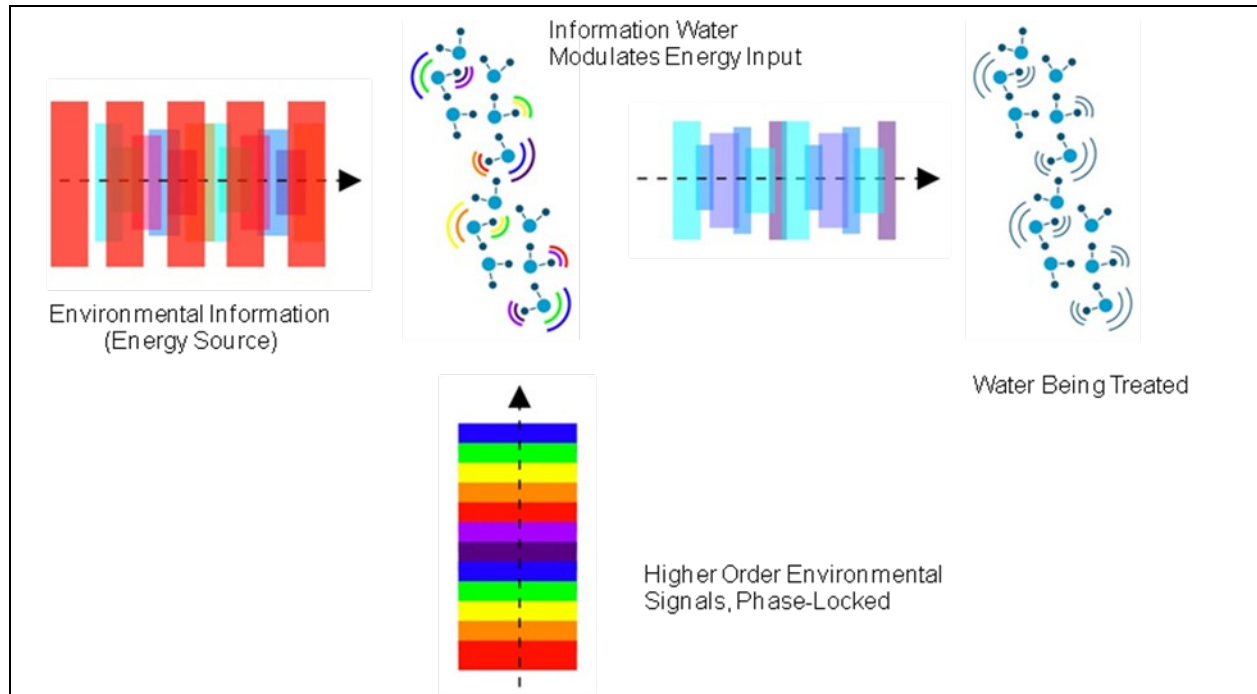 Information Water
Modulates Energy Input
Environmental Information
(Energy Source)
Water Being Treated
Higher Order Environmental
Signals, Phase-Locked